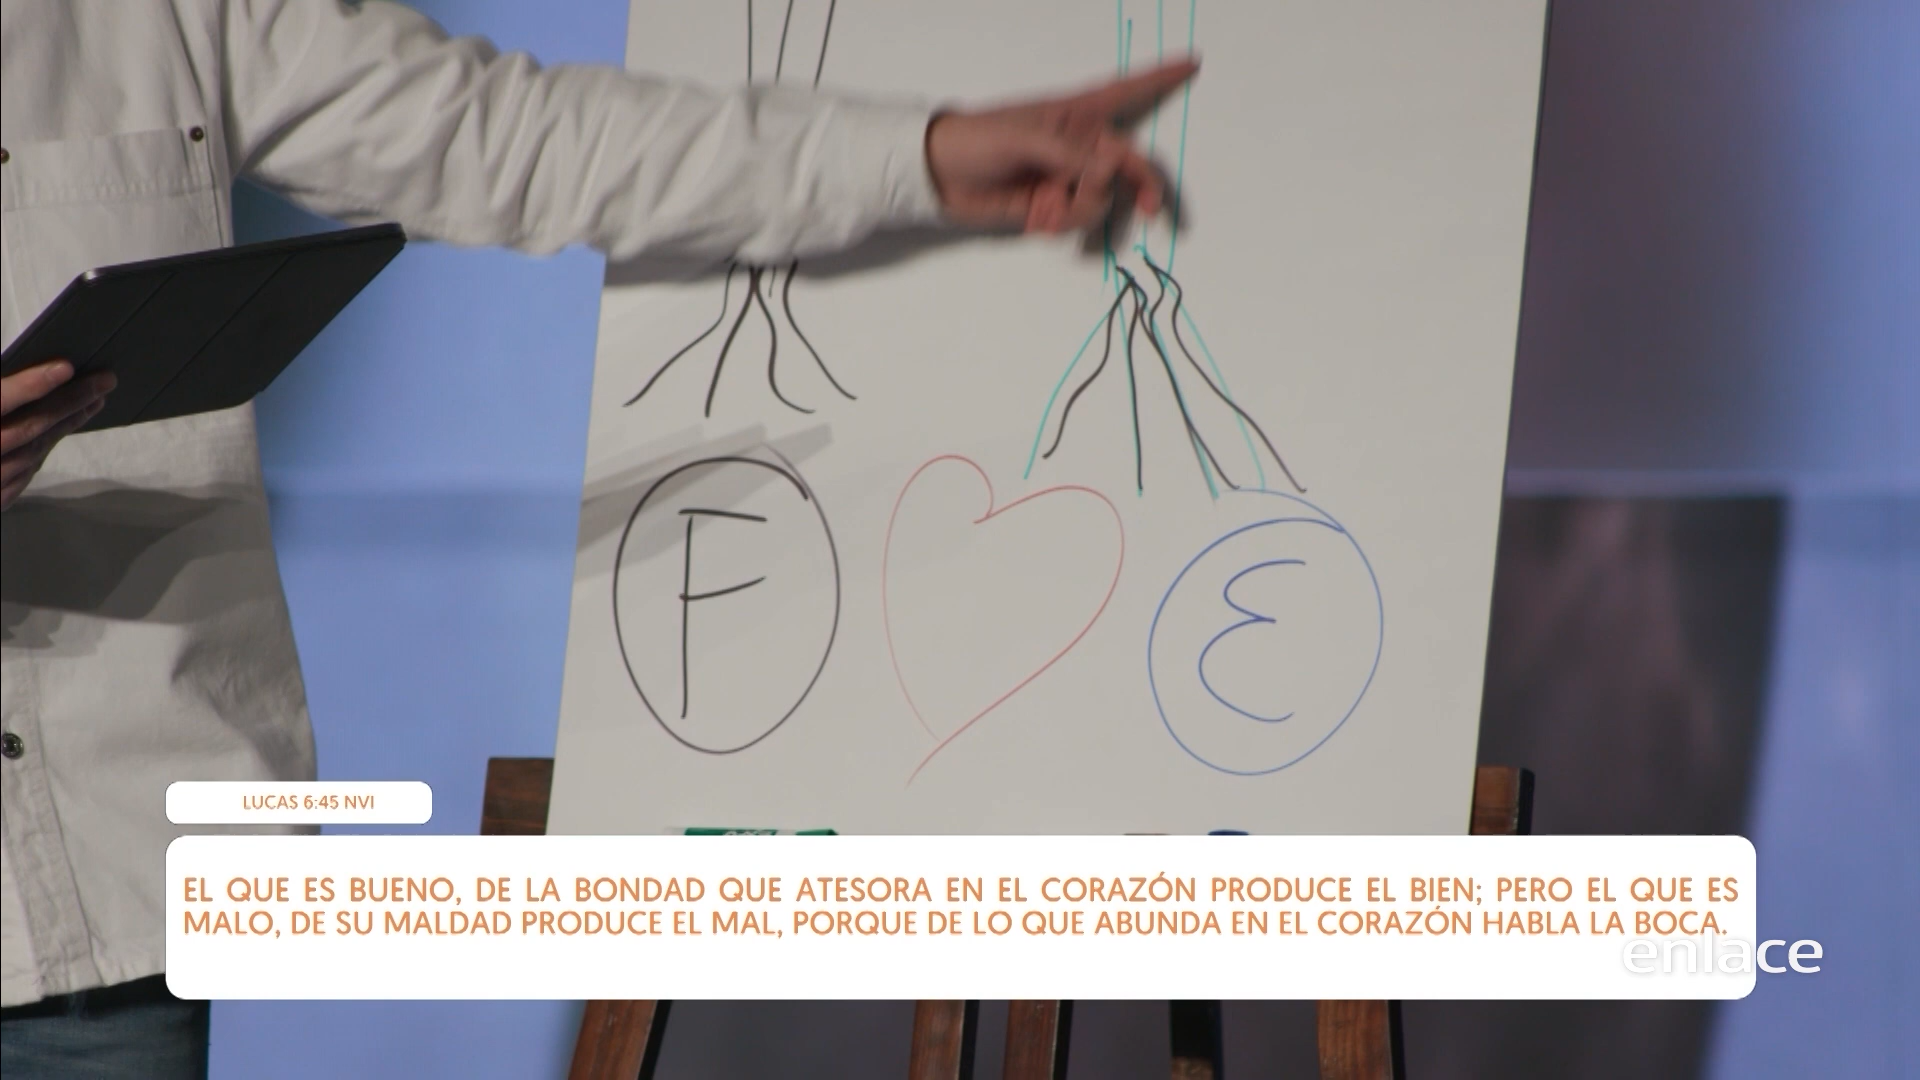 F
E
LUCAS 6:45 NVI
EL QUE ES BUENO, DE LA BONDAD QUE ATESORA EN EL CORAZÓN PRODUCE EL BIEN; PERO EL QUE ES
MALO, DE SU MALDAD PRODUCE EL MAL, PORQUE DE LO QUE ABUNDA EN EL CORAZÓN HABLA LA BOCA.
enlace